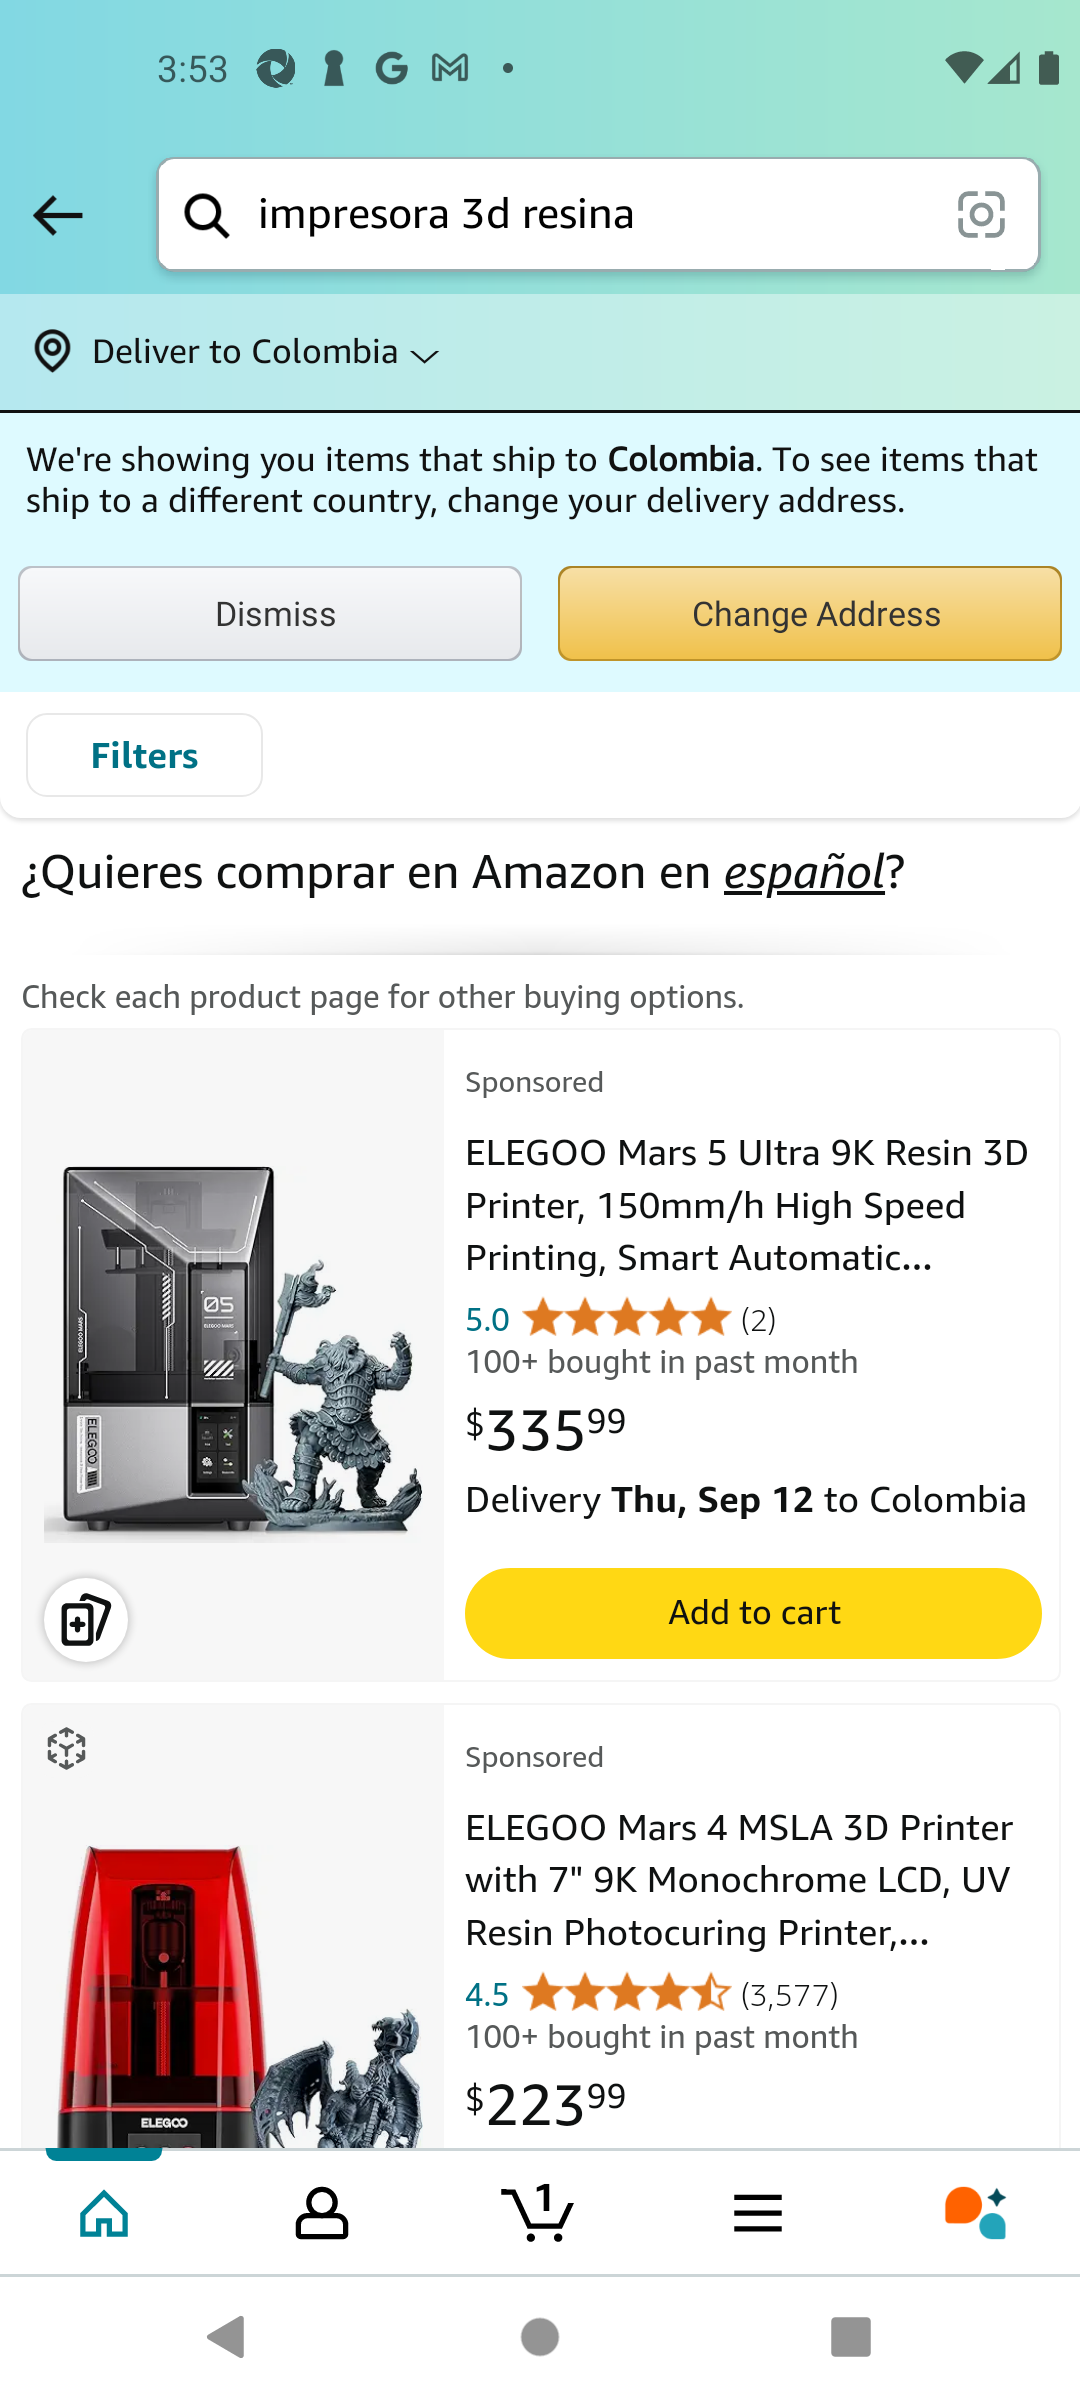 3:53
impresora 3d resina
Deliver to Colombia
We're showing you items that ship to Colombia. To see items that
ship to a different country, change your delivery address.
Dismiss
Change Address
Filters
¿Quieres comprar en Amazon en español?
Check each product page for other buying options.
Sponsored
ELEGOO Mars 5 Ultra 9K Resin 3D
Printer, 150mm/h High Speed
Printing, Smart Automatic...
5.0 (2)
100+ bought in past month
$335 99
Delivery Thu, Sep 12 to Colombia
Add to cart
05
ELEGOO
Sponsored
ELEGOO Mars 4 MSLA 3D Printer
with 7" 9K Monochrome LCD, UV
Resin Photocuring Printer,...
4.5 (3,577)
100+ bought in past month
$223 99
ELEGOO
1